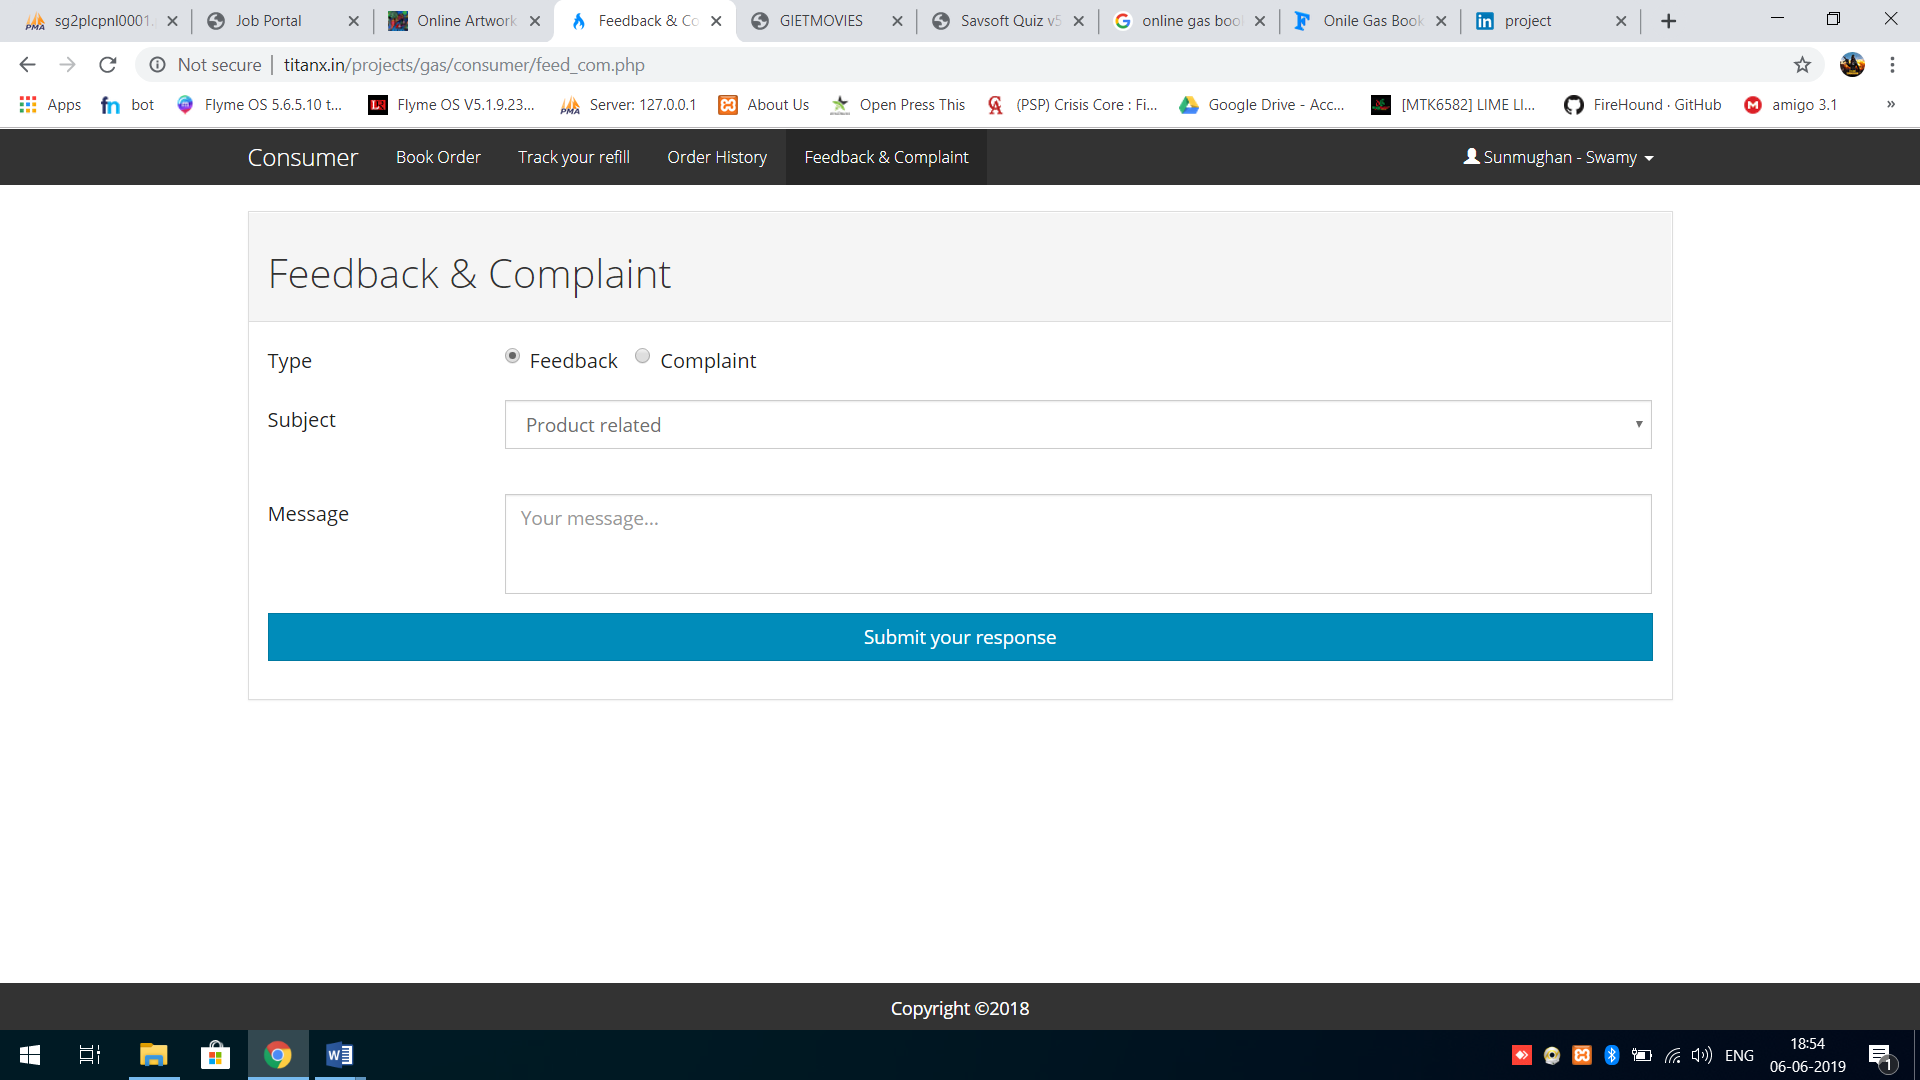 sg2plcpnl0001.
Job Portal
Online Artwork
Feedback & Co
GIETMOVIES
Savsoft Quiz v5
online gas boo
Onile Gas Book
project
Not secure | titanx.in/projects/gas/consumer/feed_com.php
Apps
bot
Flyme OS 5.6.5.10 t...
Flyme OS V5.1.9.23...
Server: 127.0.0.1
About Us
Open Press This
(PSP) Crisis Core : Fi...
Google Drive - Acc...
[MTK6582] LIME LI...
FireHound · GitHub
amigo 3.1
»
Consumer
Book Order
Track your refill
Order History
Feedback & Complaint
Sunmughan - Swamy
Feedback & Complaint
Type
Feedback
Complaint
Subject
Product related
Message
Your message...
Submit your response
Copyright ©2018
ENG
18:54
06-06-2019
1